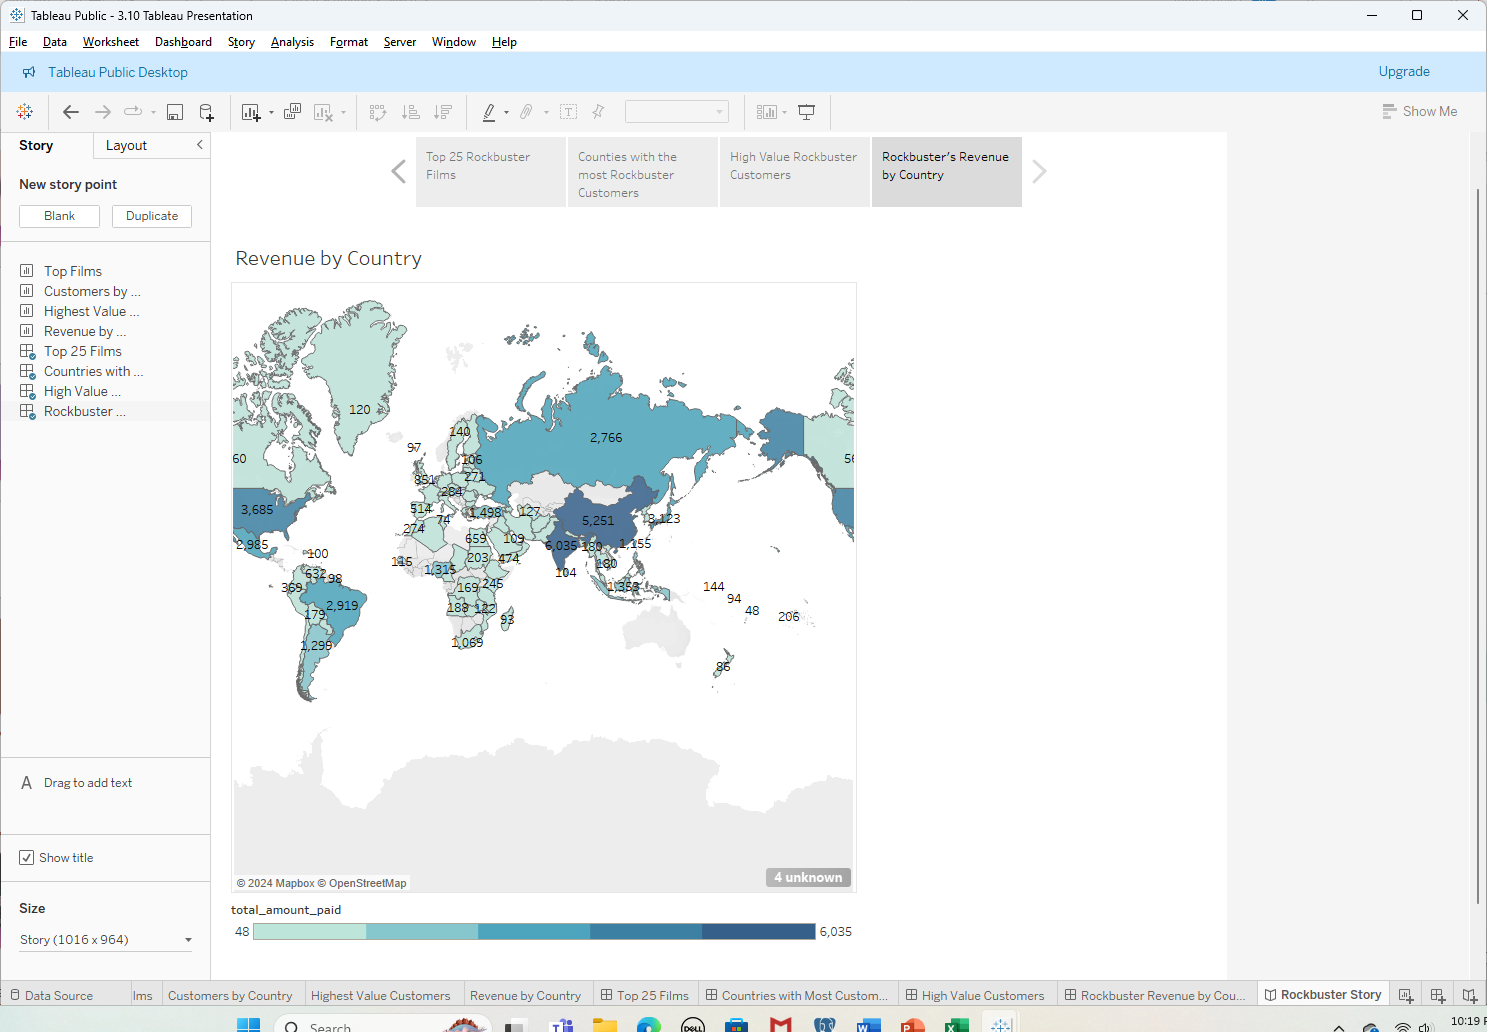 Tableau Public - 3.10 Tableau Presentation
File Data Worksheet Dashboard Story Analysis Format Server Window Help
Tableau Public Desktop
Upgrade
Show Me
Story
Layout
New story point
Blank
Duplicate
Top Films
Customers by ...
Highest Value ...
Revenue by ...
Top 25 Films
Countries with ...
High Value ...
Rockbuster ...
Drag to add text
Show title
Size
Story (1016 x 964)
Top 25 Rockbuster
Films
Counties with the
most Rockbuster
Customers
High Value Rockbuster
Customers
Rockbuster's Revenue
by Country
Revenue by Country
120
2,766
140
97
60
106
56
851
271
284
3,685
514
1,498
127
5,251
3,123
74
274
2,985
659
109
6,035
180
1,155
100
115
203
474
1,315
104
180
632
98
369
169
245
1,353
144
94
2,919
188
122
48
179
93
206
1,299
1,069
86
© 2024 Mapbox © OpenStreetMap
4 unknown
total_amount_paid
48
6,035
Data Source
lms
Customers by Country
Highest Value Customers
Revenue by Country
Top 25 Films
Countries with Most Custom...
High Value Customers
Rockbuster Revenue by Cou...
Rockbuster Story
Search
DELL
10:19